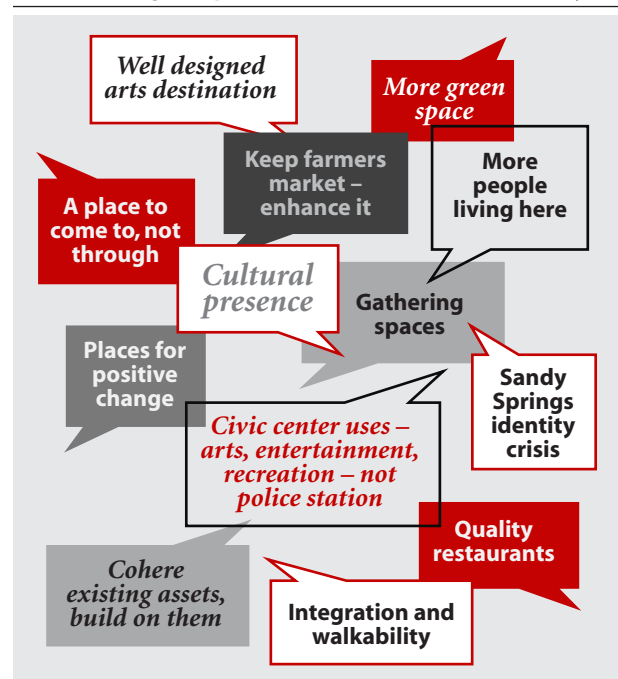 Well designed
arts destination
More green
space
Keep farmers
market –
enhance it
More
people
living here
A place to
come to, not
through
Cultural
presence
Gathering
spaces
Places for
positive
change
Sandy
Springs
identity
crisis
Civic center uses –
arts, entertainment,
recreation – not
police station
Quality
restaurants
Cohere
existing assets,
build on them
Integration and
walkability